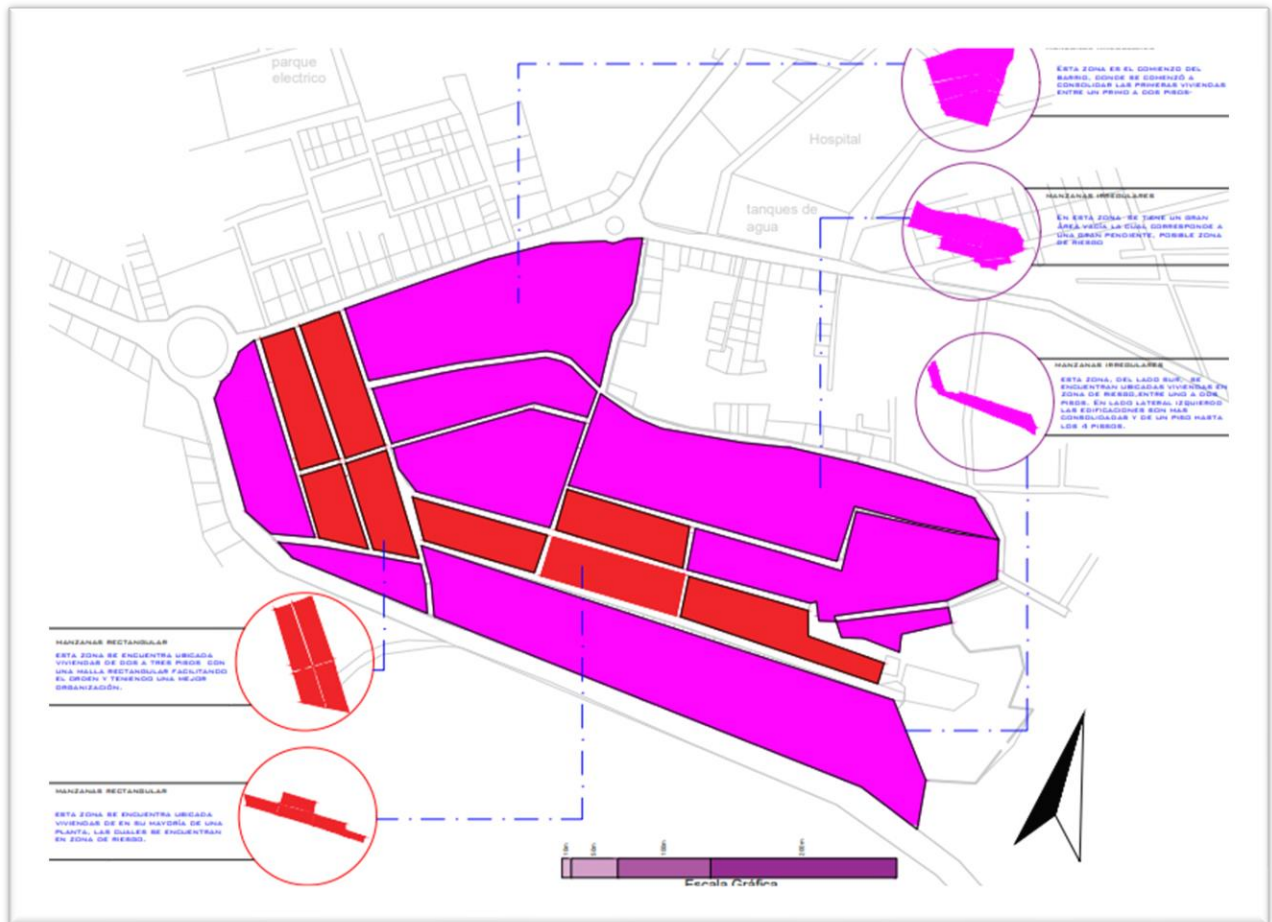 parque
electrico
ESTA ZONA ES EL COMIENZO DEL
BARRIO, DONDE SE COMENZÓ A
CONSOLIDAR LAS PRIMERAS VIVIENDAS
ENTRE UN PRIMO A DOS PISOS-
Hospital
tanques de
agua
MANZANAS IRREGULARES
EN ESTA ZONA SE TIENE UN GRAN
ÁREA VACÍA LA CUAL CORRESPONDE A
UNA GRAN PENDIENTE, POSIBLE ZONA
DE RIESGO
MANZANAS IRREGULARES
ESTA ZONA, DEL LADO SUR, SE
ENCUENTRAN UBICADAS VIVIENDAS EN
ZONA DE RIESGO,ENTRE UNO A DOS
PISOS. EN LADO LATERAL IZQUIERDO
LAS EDIFICACIONES SON MAS
CONSOLIDADAS Y DE UN PISO HASTA
LOS 4 PISSOS.
MANZANAS RECTANGULAR
ESTA ZONA SE ENCUENTRA UBICADA
VIVIENDAS DE DOS A TRES PISOS CON
UNA MALLA RECTANGULAR FACILITANDO
EL ORDEN Y TENIENDO UNA MEJOR
ORGANIZACIÓN.
MANZANAS RECTANGULAR
ESTA ZONA SE ENCUENTRA UBICADA
VIVIENDAS DE EN SU MAYORÍA DE UNA
PLANTA, LAS CUALES SE ENCUENTRAN
EN ZONA DE RIESGO.
Escala Gráfica